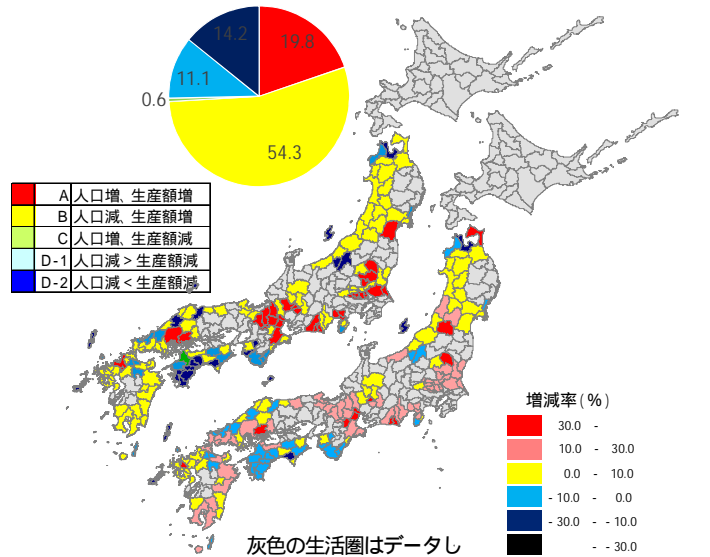 14.2
19.8
11.1
0.6
54.3
A 人口増、生産額増
B 人口減、生産額増
C 人口増、生産額減
D-1 人口減>生産額減
D-2 人口減<生産額減
増減率(%)
30.0 -
10.0 - 30.0
0.0 - 10.0
- 10.0 - 0.0
- 30.0 - - 10.0
- - 30.0
灰色の生活圏はデータし